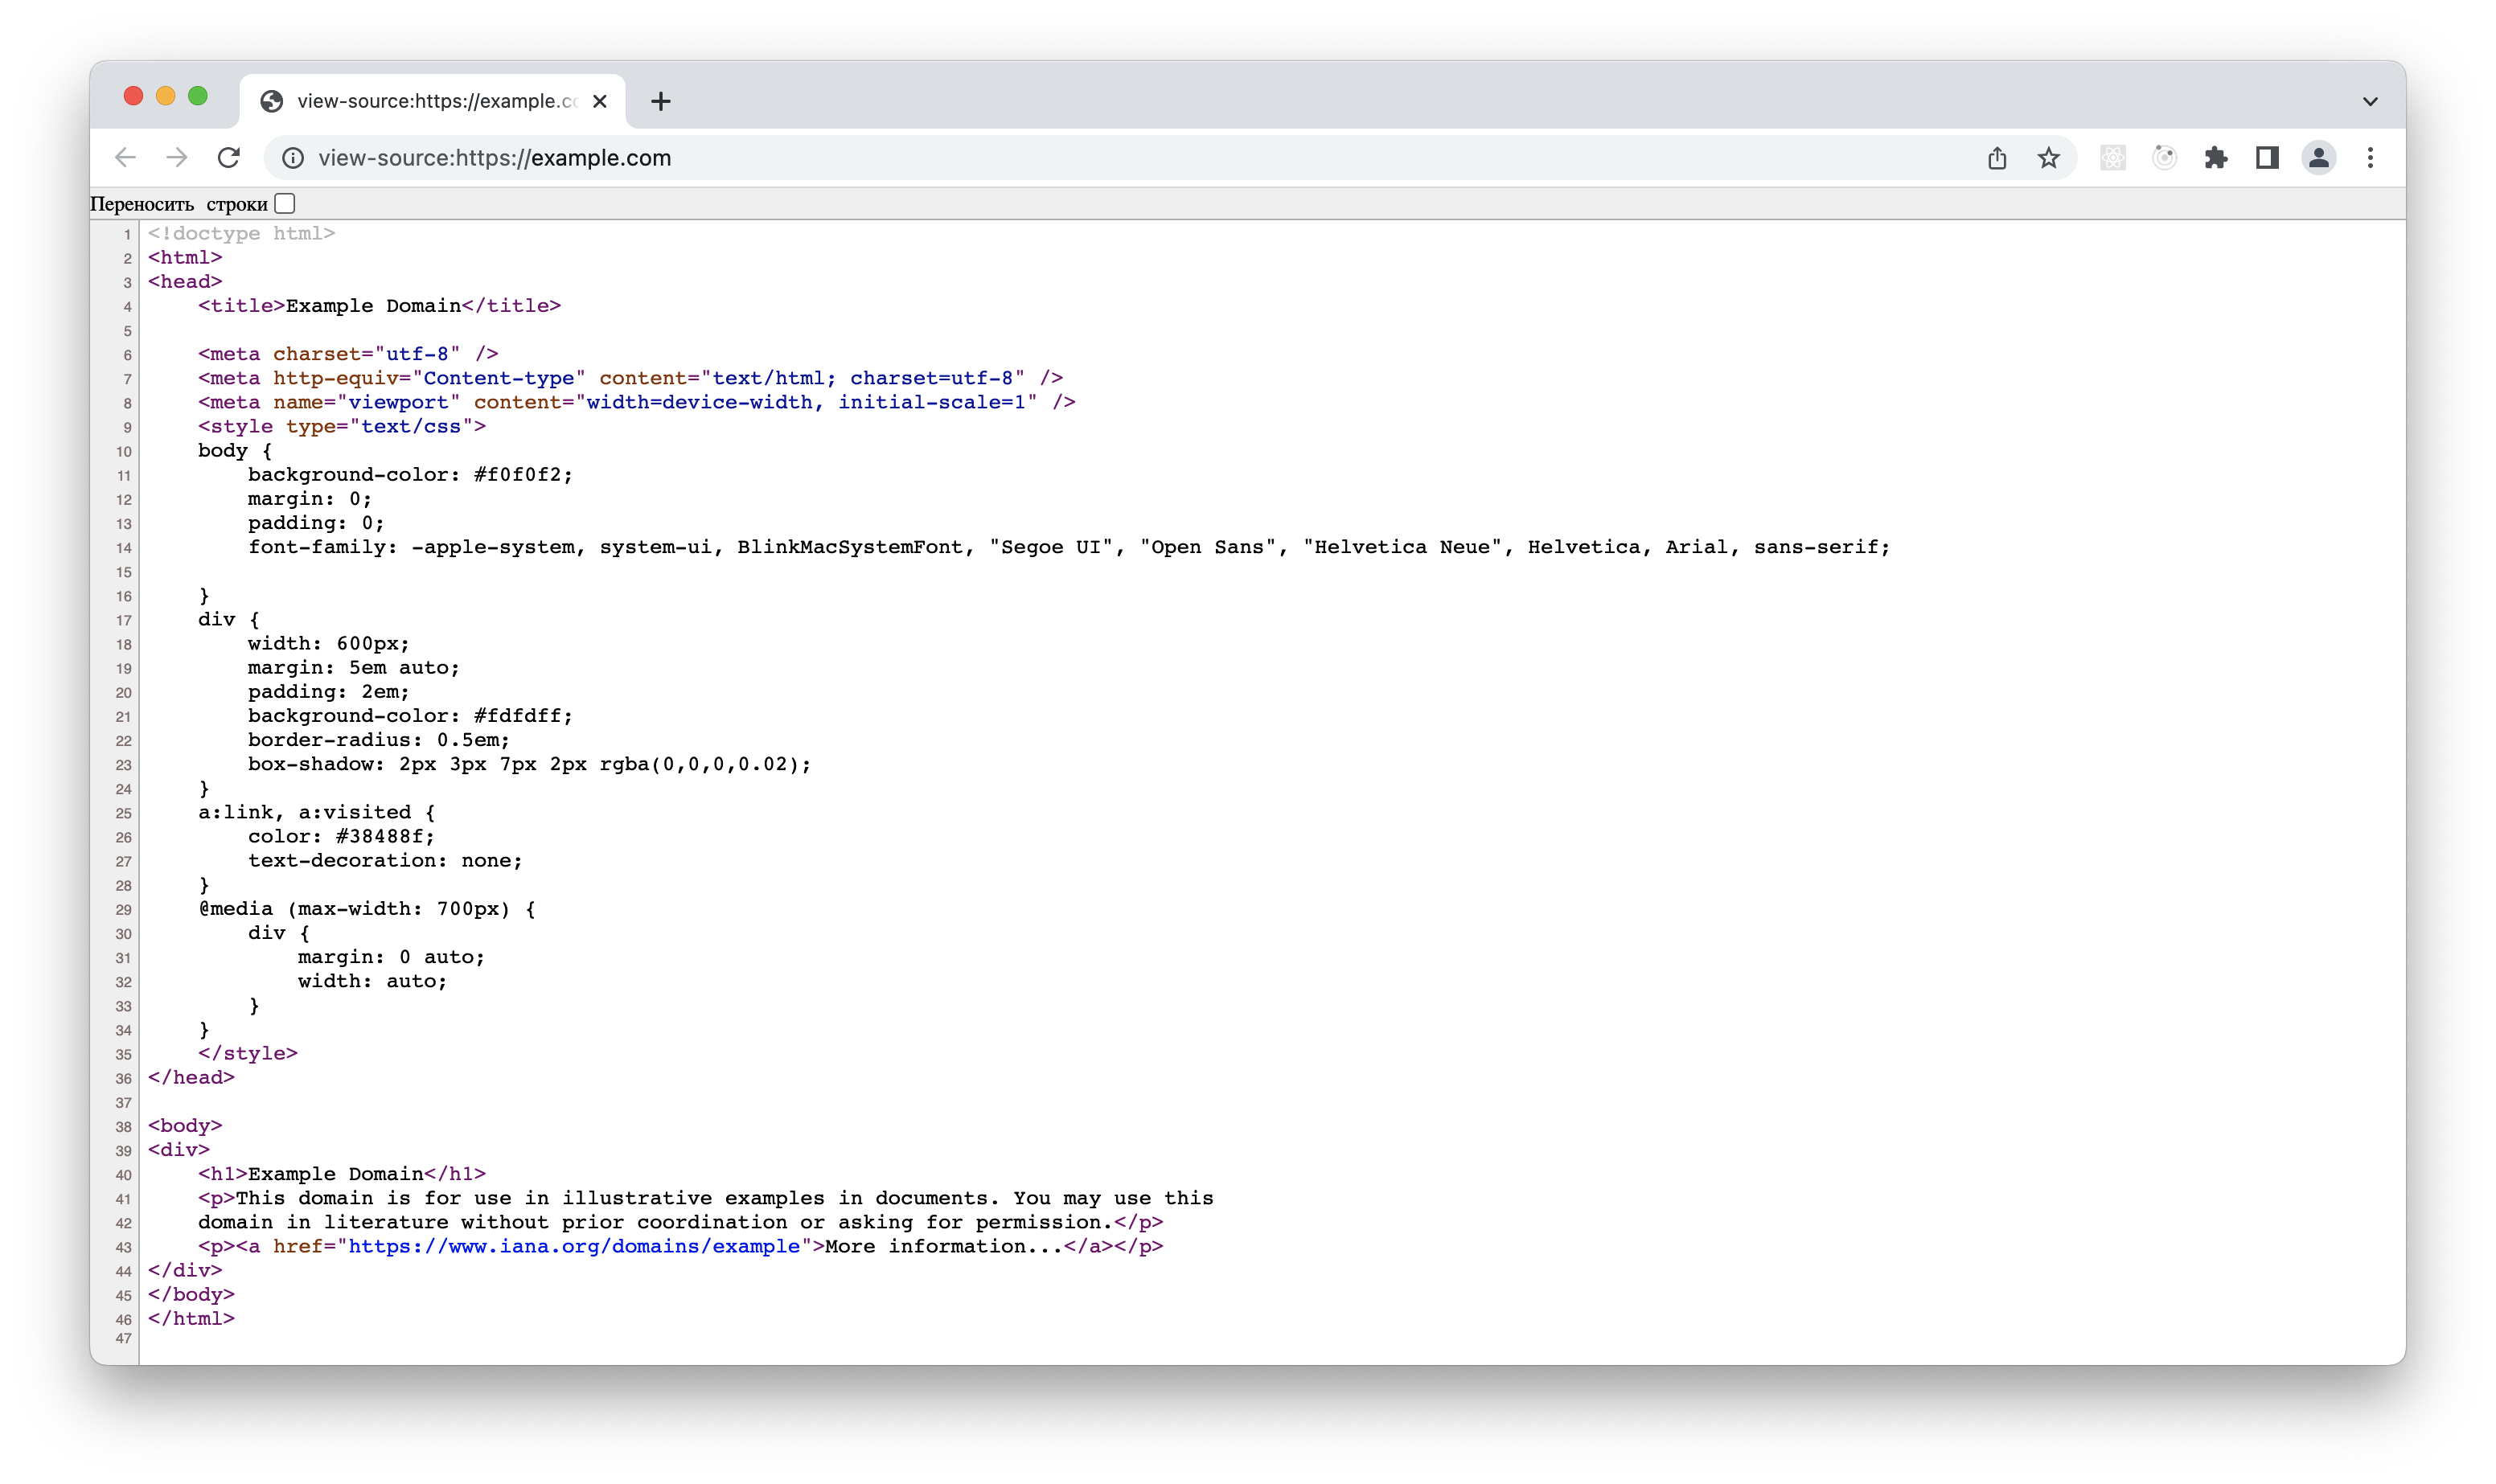 view-source:https://example.co
view-source:https://example.com
Переносить строки
1 <!doctype html>
2 <html>
3 <head>
4     <title>Example Domain</title>
5
6     <meta charset="utf-8" />
7     <meta http-equiv="Content-type" content="text/html; charset=utf-8" />
8     <meta name="viewport" content="width=device-width, initial-scale=1" />
9     <style type="text/css">
10     body {
11         background-color: #f0f0f2;
12         margin: 0;
13         padding: 0;
14         font-family: -apple-system, system-ui, BlinkMacSystemFont, "Segoe UI", "Open Sans", "Helvetica Neue", Helvetica, Arial, sans-serif;
15
16     }
17     div {
18         width: 600px;
19         margin: 5em auto;
20         padding: 2em;
21         background-color: #fdfdff;
22         border-radius: 0.5em;
23         box-shadow: 2px 3px 7px 2px rgba(0,0,0,0.02);
24     }
25     a:link, a:visited {
26         color: #38488f;
27         text-decoration: none;
28     }
29     @media (max-width: 700px) {
30         div {
31             margin: 0 auto;
32             width: auto;
33         }
34     }
35     </style>
36 </head>
37
38 <body>
39 <div>
40     <h1>Example Domain</h1>
41     <p>This domain is for use in illustrative examples in documents. You may use this
42     domain in literature without prior coordination or asking for permission.</p>
43     <p><a href="https://www.iana.org/domains/example">More information...</a></p>
44 </div>
45 </body>
46 </html>
47